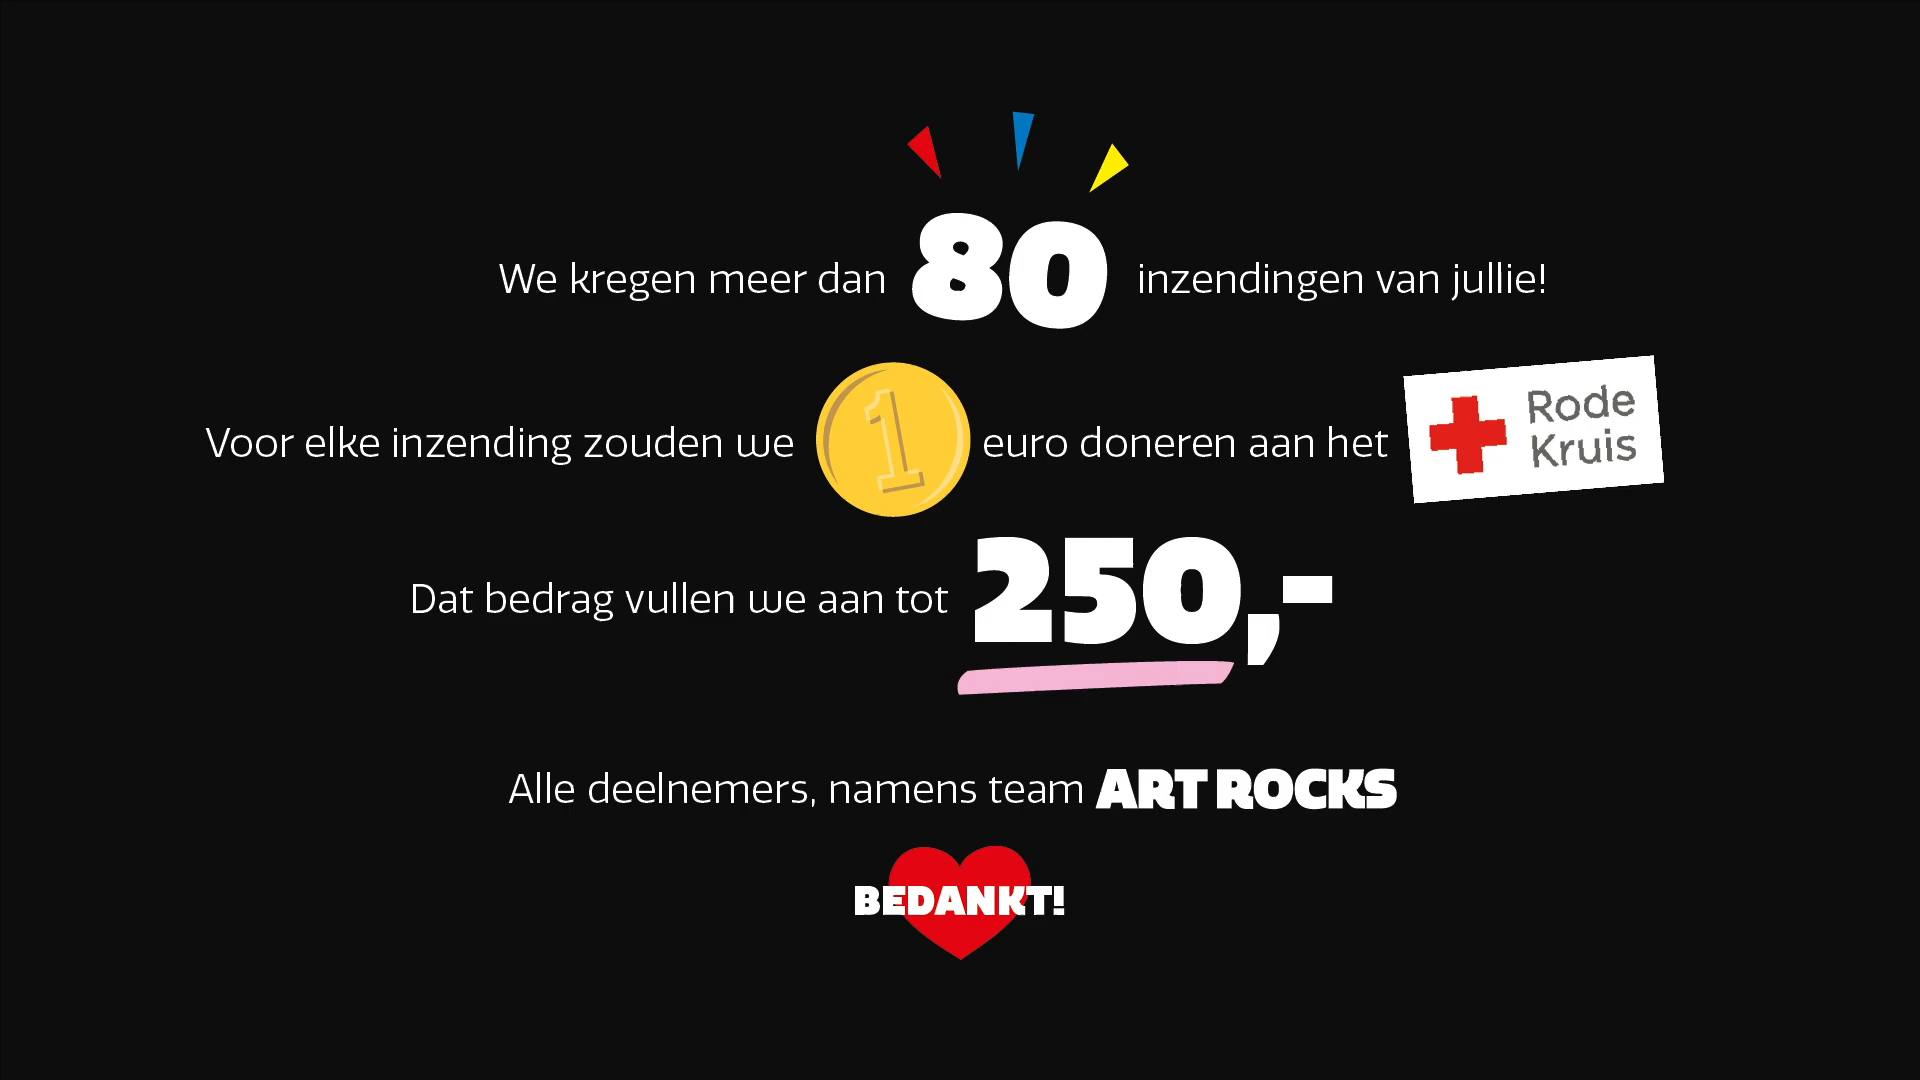 We kregen meer dan 80 inzendingen van jullie!
Voor elke inzending zouden we 1 euro doneren aan het Rode Kruis
Dat bedrag vullen we aan tot 250,-
Alle deelnemers, namens team ART ROCKS
BEDANKT!